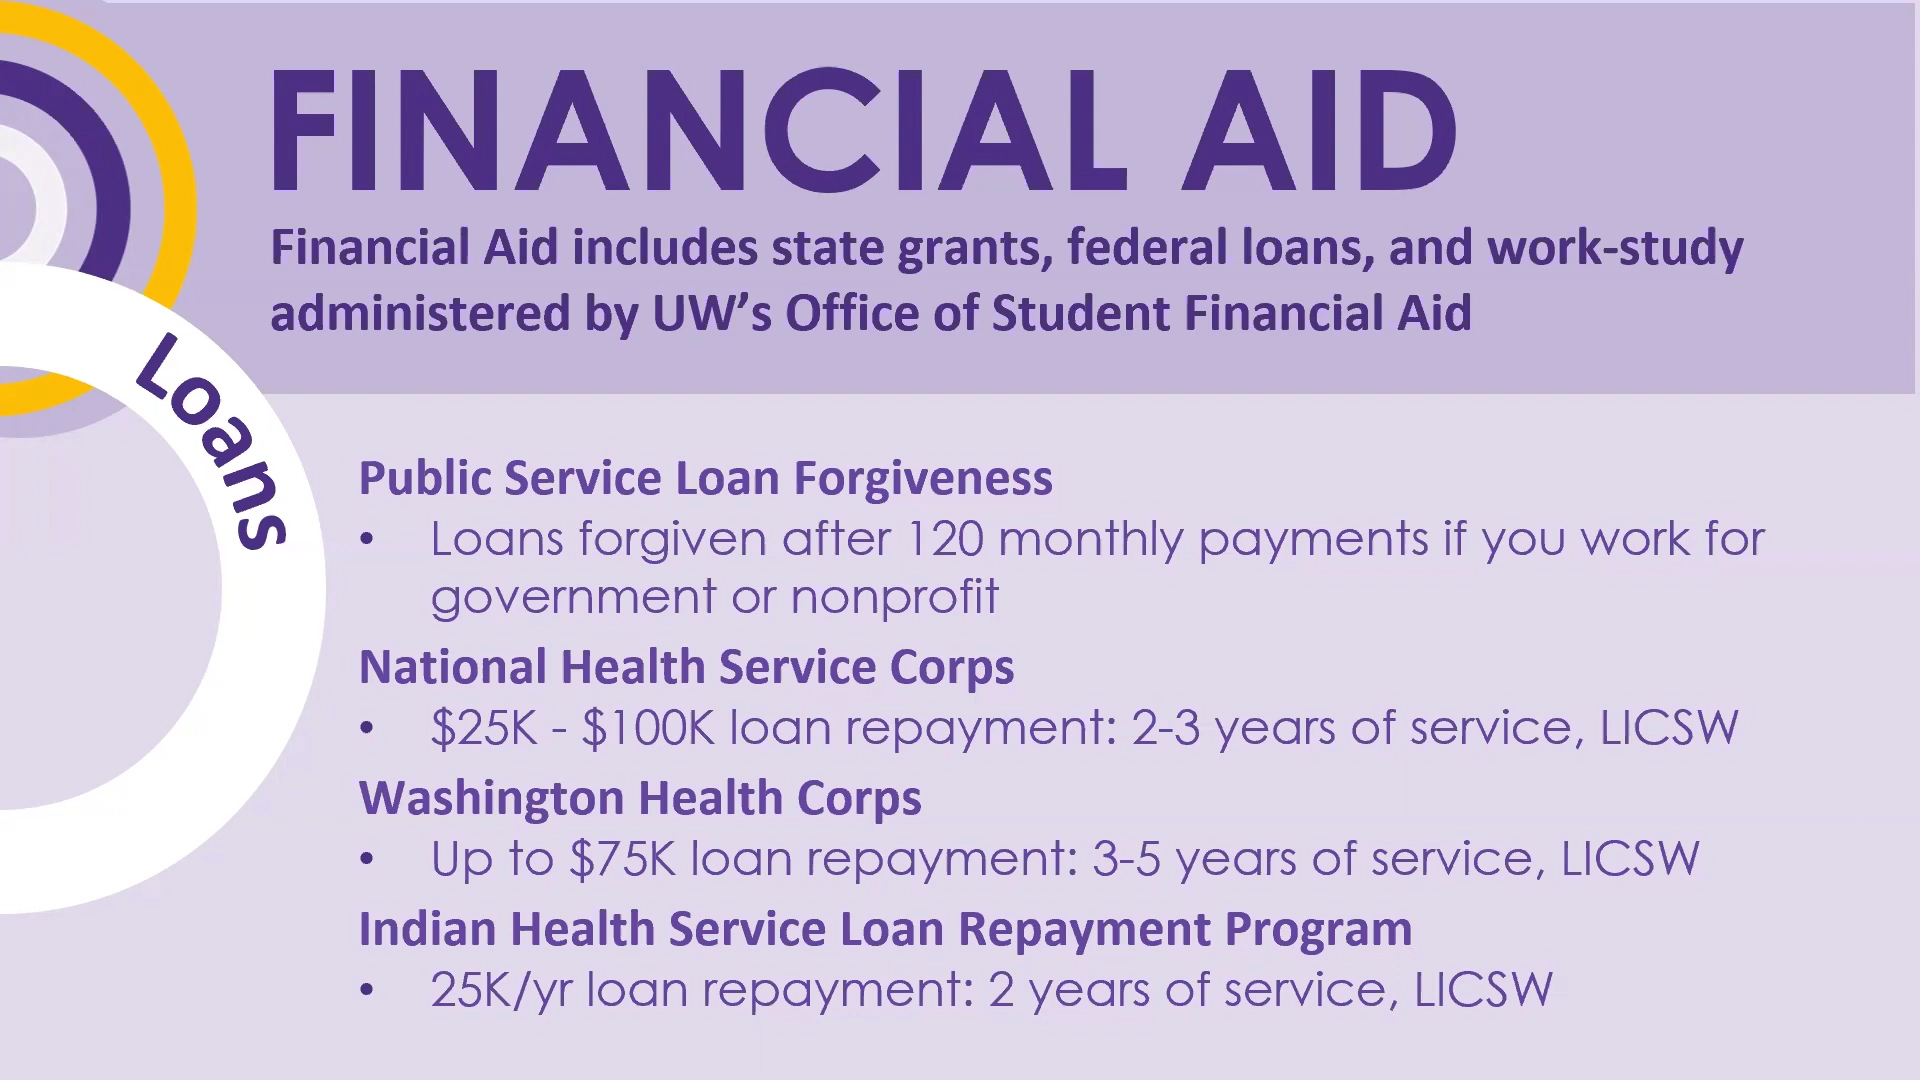 FINANCIAL AID
Financial Aid includes state grants, federal loans, and work-study
administered by UW’s Office of Student Financial Aid
Loans
Public Service Loan Forgiveness
• Loans forgiven after 120 monthly payments if you work for
government or nonprofit
National Health Service Corps
• $25K - $100K loan repayment: 2-3 years of service, LICSW
Washington Health Corps
• Up to $75K loan repayment: 3-5 years of service, LICSW
Indian Health Service Loan Repayment Program
• 25K/yr loan repayment: 2 years of service, LICSW